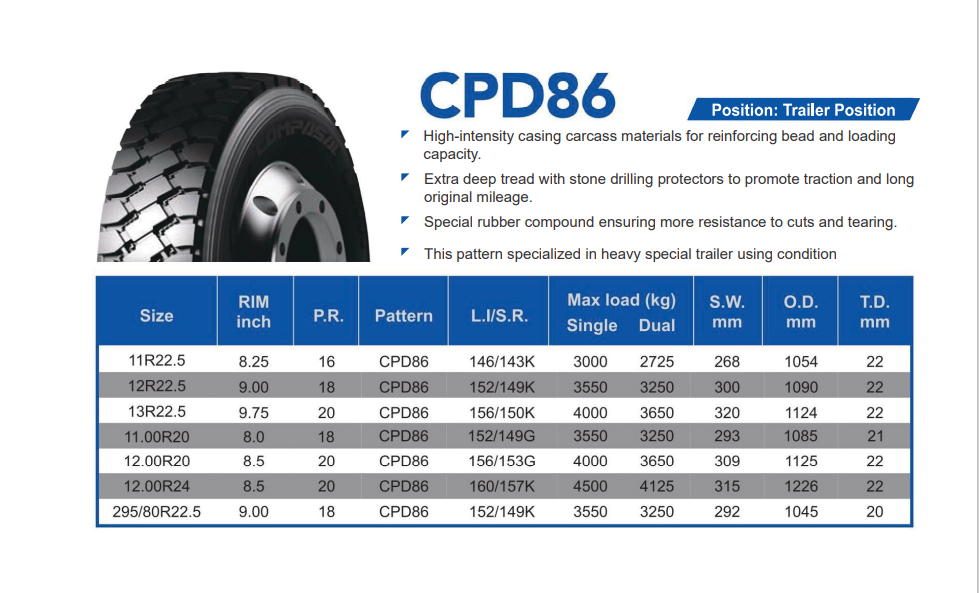 COMPASAL
CPD86
Position: Trailer Position
High-intensity casing carcass materials for reinforcing bead and loading
capacity.
Extra deep tread with stone drilling protectors to promote traction and long
original mileage.
Special rubber compound ensuring more resistance to cuts and tearing.
This pattern specialized in heavy special trailer using condition
Size RIM inch P.R. Pattern L.I/S.R. Max load (kg) Single Dual S.W. mm O.D. mm T.D. mm
11R22.5 8.25 16 CPD86 146/143K 3000 2725 268 1054 22
12R22.5 9.00 18 CPD86 152/149K 3550 3250 300 1090 22
13R22.5 9.75 20 CPD86 156/150K 4000 3650 320 1124 22
11.00R20 8.0 18 CPD86 152/149G 3550 3250 293 1085 21
12.00R20 8.5 20 CPD86 156/153G 4000 3650 309 1125 22
12.00R24 8.5 20 CPD86 160/157K 4500 4125 315 1226 22
295/80R22.5 9.00 18 CPD86 152/149K 3550 3250 292 1045 20